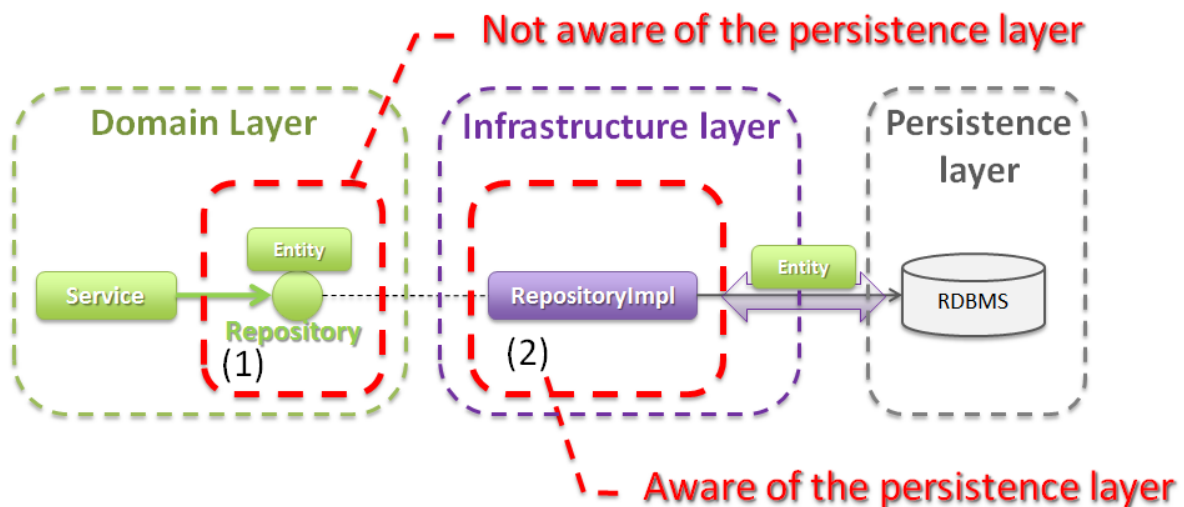 Not aware of the persistence layer
Domain Layer
Infrastructure layer
Persistence
layer
Entity
Entity
Service
RepositoryImpl
RDBMS
Repository
(1)
(2)
Aware of the persistence layer